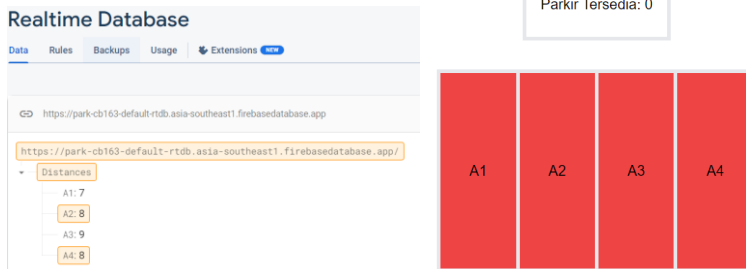 Realtime Database
Data Rules Backups Usage Extensions NEW
https://park-cb163-default-rtdb.asia-southeast1.firebasedatabase.app
https://park-cb163-default-rtdb.asia-southeast1.firebasedatabase.app/
Distances
A1: 7
A2: 8
A3: 9
A4: 8
Parkir Tersedia: 0
A1 A2 A3 A4